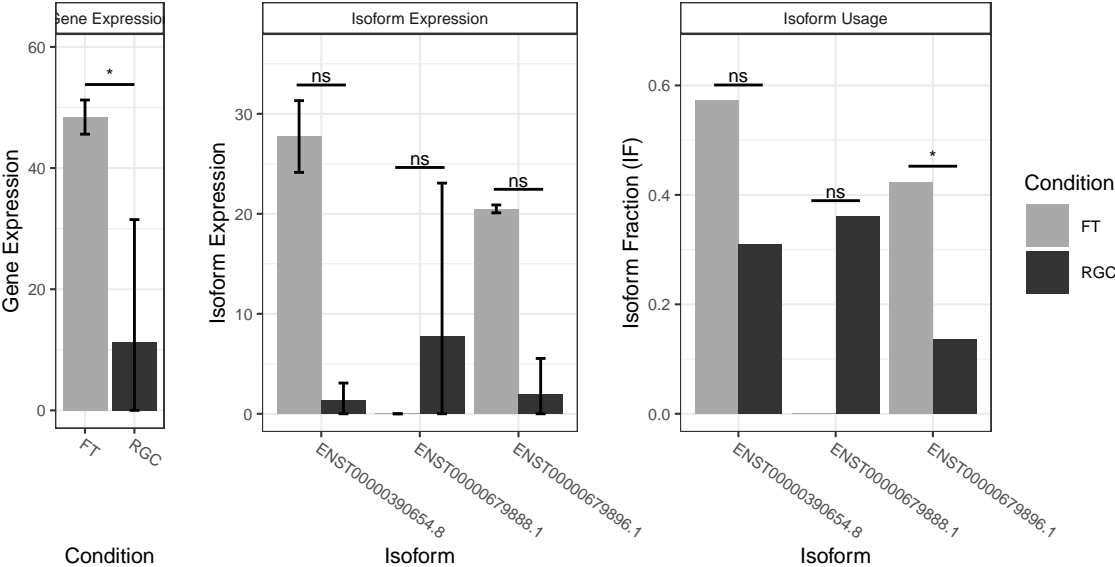 Gene Expression
Isoform Expression
Isoform Usage
Gene Expression
60
40
20
0
*
FT
RGC
Condition
Isoform Expression
30
20
10
0
ns
ns
ns
ENST00000390654.8
ENST00000679888.1
ENST00000679896.1
Isoform
Isoform Fraction (IF)
0.6
0.4
0.2
0.0
ns
ns
*
ENST00000390654.8
ENST00000679888.1
ENST00000679896.1
Isoform
Condition
FT
RGC